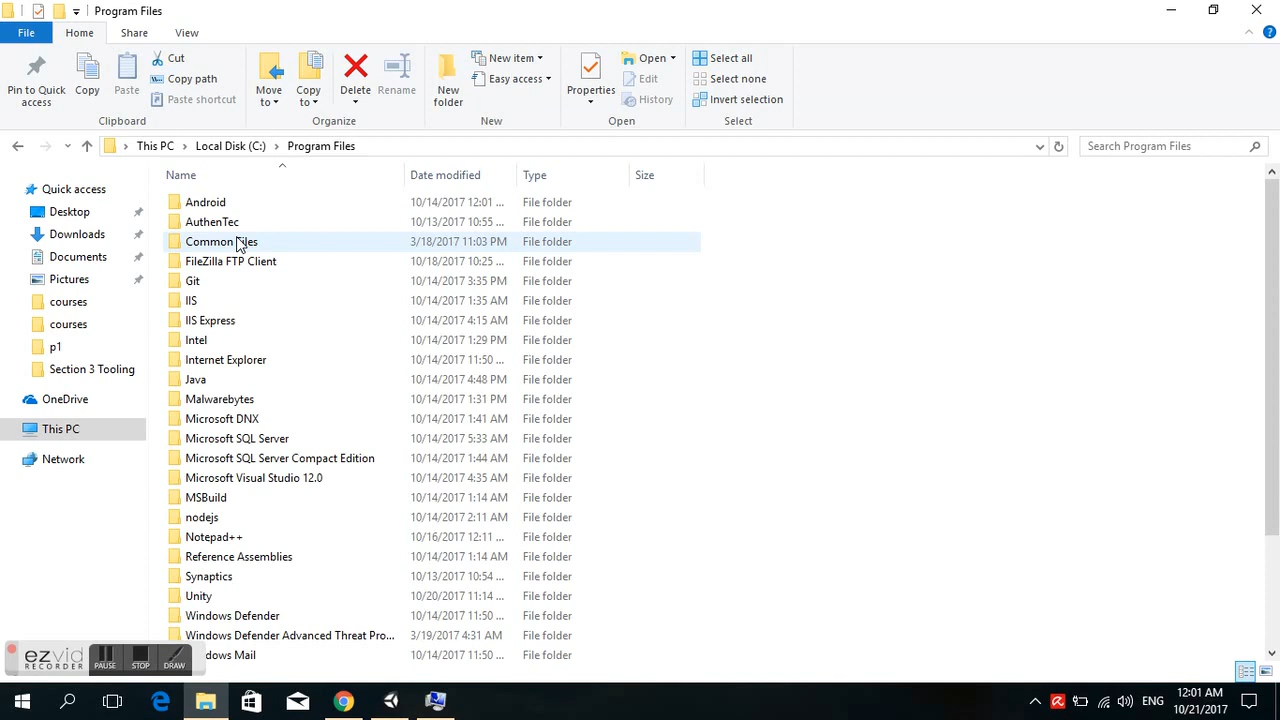 Program Files
File Home Share View
Pin to Quick access
Copy
Paste
Cut
Copy path
Paste shortcut
Clipboard
Move to
Copy to
Delete
Rename
Organize
New folder
New item
Easy access
New
Properties
Open
Edit
History
Open
Select all
Select none
Invert selection
Select
This PC Local Disk (C:) Program Files
Search Program Files
Quick access
Desktop
Downloads
Documents
Pictures
courses
courses
p1
Section 3 Tooling
OneDrive
This PC
Network
Name Date modified Type Size
Android 10/14/2017 12:01 ... File folder
AuthenTec 10/13/2017 10:55 ... File folder
Common Files 3/18/2017 11:03 PM File folder
FileZilla FTP Client 10/18/2017 10:25 ... File folder
Git 10/14/2017 3:35 PM File folder
IIS 10/14/2017 1:35 AM File folder
IIS Express 10/14/2017 4:15 AM File folder
Intel 10/14/2017 1:29 PM File folder
Internet Explorer 10/14/2017 11:50 ... File folder
Java 10/14/2017 4:48 PM File folder
Malwarebytes 10/14/2017 1:31 PM File folder
Microsoft DNX 10/14/2017 1:41 AM File folder
Microsoft SQL Server 10/14/2017 5:33 AM File folder
Microsoft SQL Server Compact Edition 10/14/2017 1:44 AM File folder
Microsoft Visual Studio 12.0 10/14/2017 4:35 AM File folder
MSBuild 10/14/2017 1:14 AM File folder
nodejs 10/14/2017 2:11 AM File folder
Notepad++ 10/16/2017 12:11 ... File folder
Reference Assemblies 10/14/2017 1:14 AM File folder
Synaptics 10/13/2017 10:54 ... File folder
Unity 10/20/2017 11:14 ... File folder
Windows Defender 10/14/2017 11:50 ... File folder
Windows Defender Advanced Threat Pro... 3/19/2017 4:31 AM File folder
dows Mail 10/14/2017 11:50 ... File folder
ezvid
RECORDER
PAUSE STOP DRAW
ENG
12:01 AM
10/21/2017